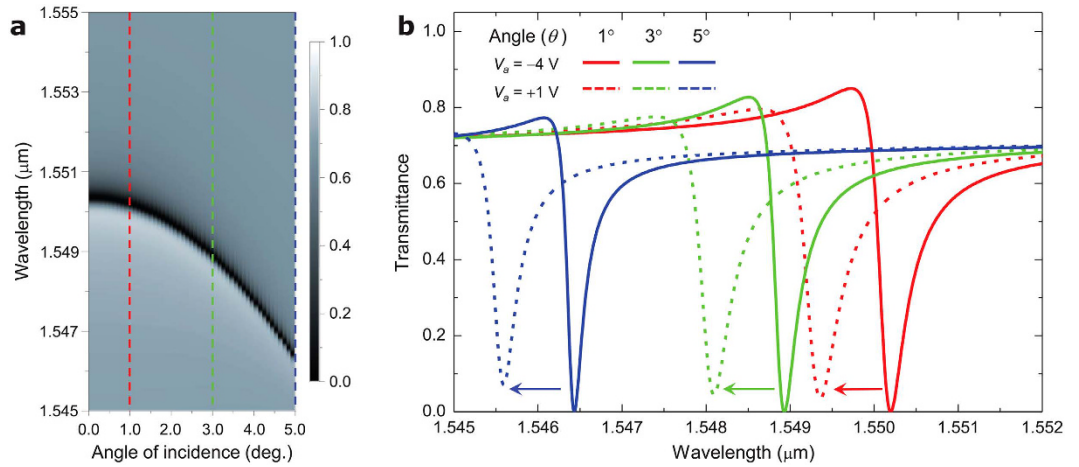 a
1.555
1.553
1.551
1.549
1.547
1.545
Wavelength (μm)
0.0 1.0 2.0 3.0 4.0 5.0
Angle of incidence (deg.)
1.0
0.8
0.6
0.4
0.2
0.0
b
Angle (θ) 1° 3° 5°
Va = −4 V
Va = +1 V
1.0
0.8
0.6
0.4
0.2
0.0
Transmittance
1.545 1.546 1.547 1.548 1.549 1.550 1.551 1.552
Wavelength (μm)